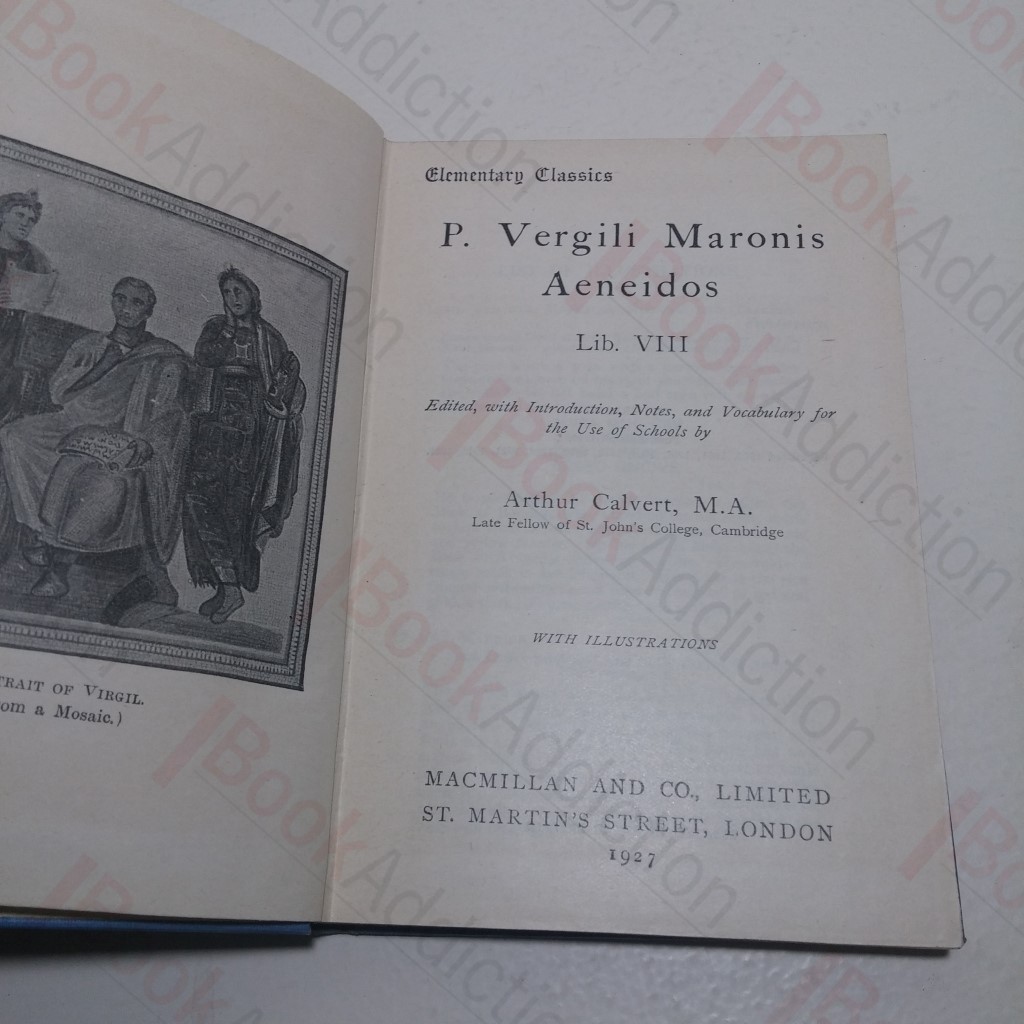 TRAIT OF VIRGIL.
om a Mosaic.)
Elementary Classics
P. Vergili Maronis
Aeneidos
Lib. VIII
Edited, with Introduction, Notes, and Vocabulary for
the Use of Schools by
Arthur Calvert, M.A.
Late Fellow of St. John's College, Cambridge
WITH ILLUSTRATIONS
MACMILLAN AND CO., LIMITED
ST. MARTIN'S STREET, LONDON
1927
BookAddiction